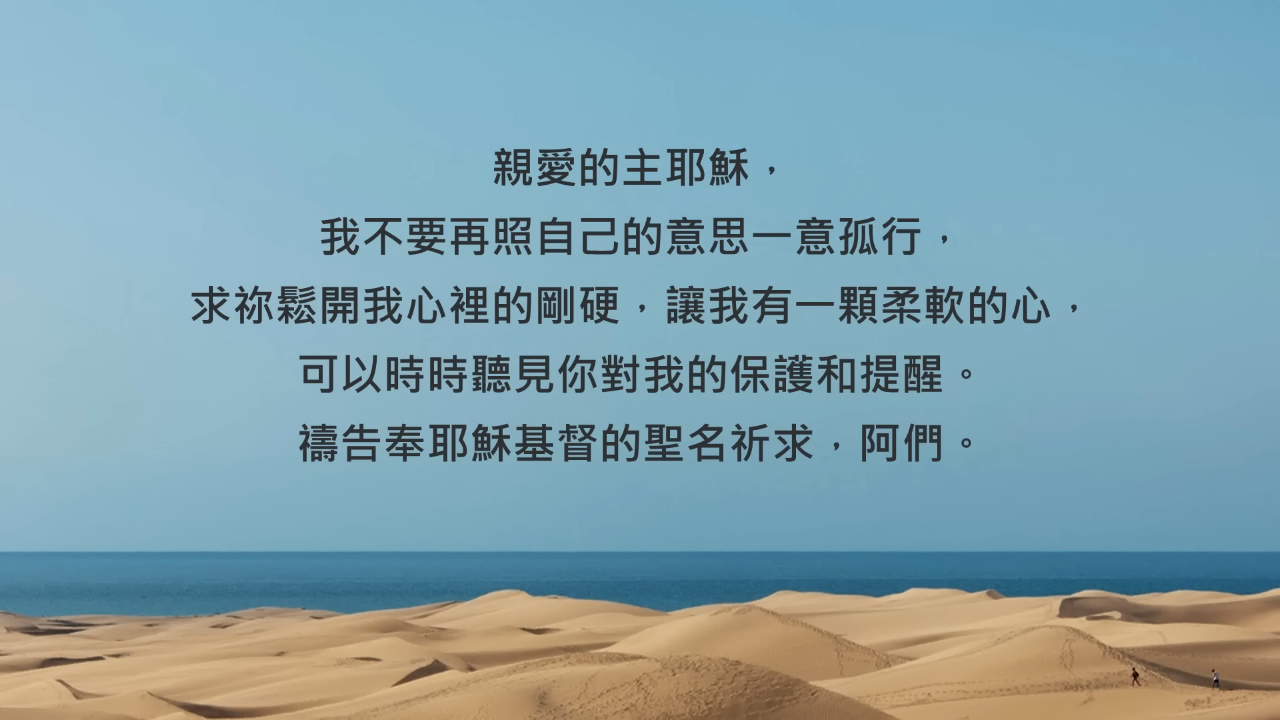 親愛的主耶穌，
我不要再照自己的意思一意孤行，
求祢鬆開我心裡的剛硬，讓我有一顆柔軟的心，
可以時時聽見你對我的保護和提醒。
禱告奉耶穌基督的聖名祈求，阿們。